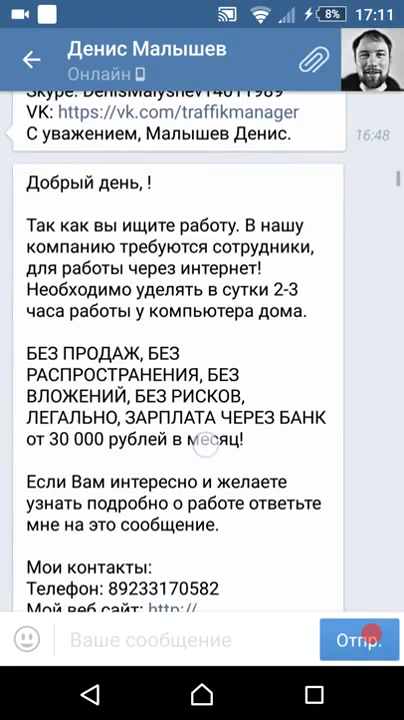 8%
17:11
Денис Малышев
Онлайн
Skype: DenisMalyshev14011989
VK: https://vk.com/traffikmanager
С уважением, Малышев Денис.
16:48
Добрый день, !
Так как вы ищите работу. В нашу
компанию требуются сотрудники,
для работы через интернет!
Необходимо уделять в сутки 2-3
часа работы у компьютера дома.
БЕЗ ПРОДАЖ, БЕЗ
РАСПРОСТРАНЕНИЯ, БЕЗ
ВЛОЖЕНИЙ, БЕЗ РИСКОВ,
ЛЕГАЛЬНО, ЗАРПЛАТА ЧЕРЕЗ БАНК
от 30 000 рублей в месяц!
Если Вам интересно и желаете
узнать подробно о работе ответьте
мне на это сообщение.
Мои контакты:
Телефон: 89233170582
Мой веб сайт: http://
Ваше сообщение
Отпр.